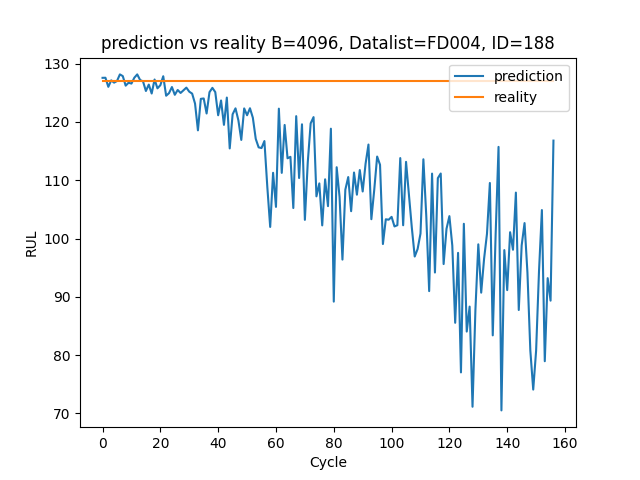 prediction vs reality B=4096, Datalist=FD004, ID=188
prediction
reality
RUL
130
120
110
100
90
80
70
0 20 40 60 80 100 120 140 160
Cycle